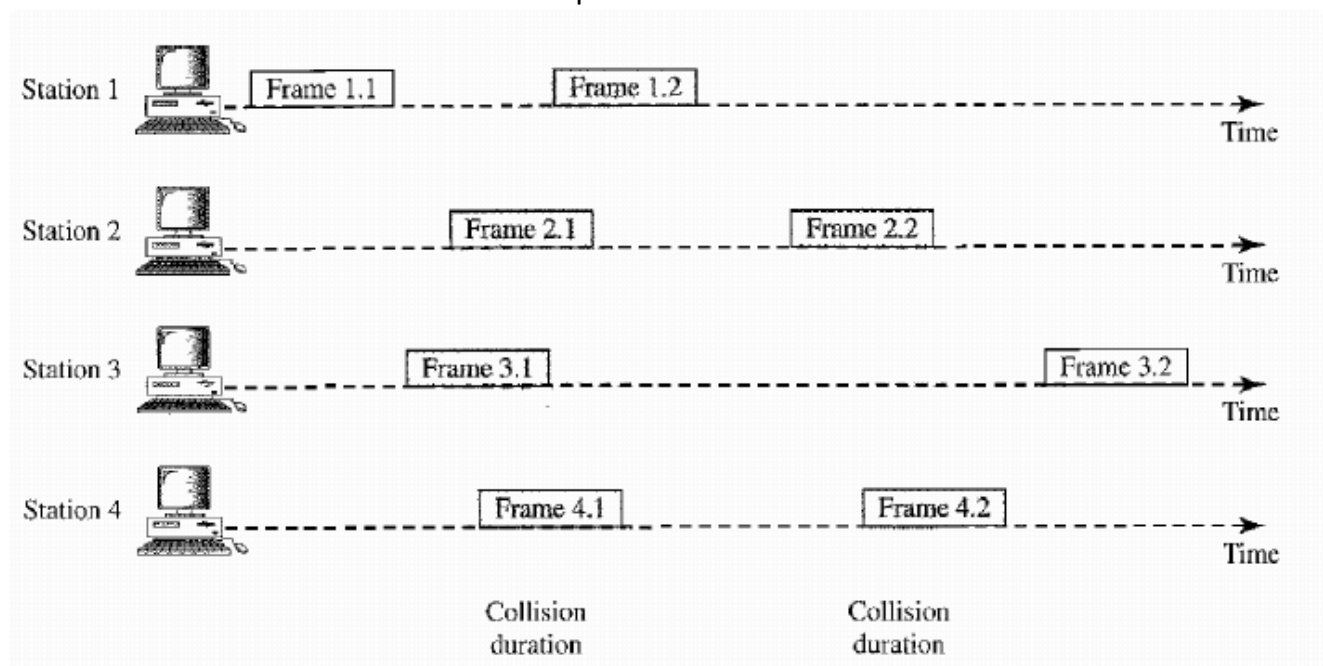 Station 1
Frame 1.1
Frame 1.2
Time
Station 2
Frame 2.1
Frame 2.2
Time
Station 3
Frame 3.1
Frame 3.2
Time
Station 4
Frame 4.1
Frame 4.2
Time
Collision
duration
Collision
duration